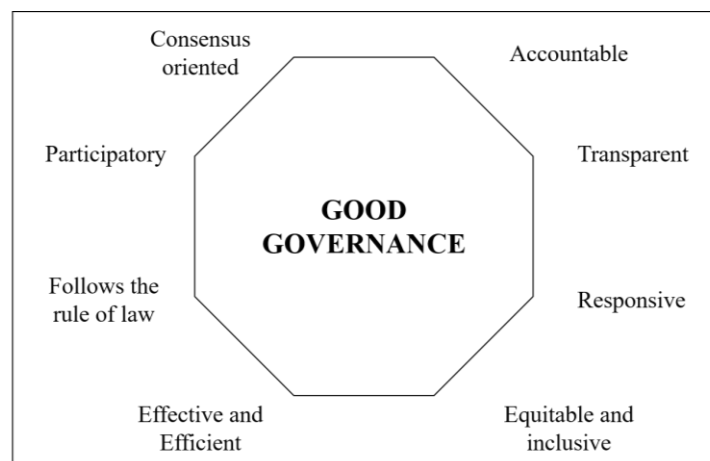 Consensus
oriented
Accountable
Participatory
Transparent
GOOD
GOVERNANCE
Follows the
rule of law
Responsive
Effective and
Efficient
Equitable and
inclusive